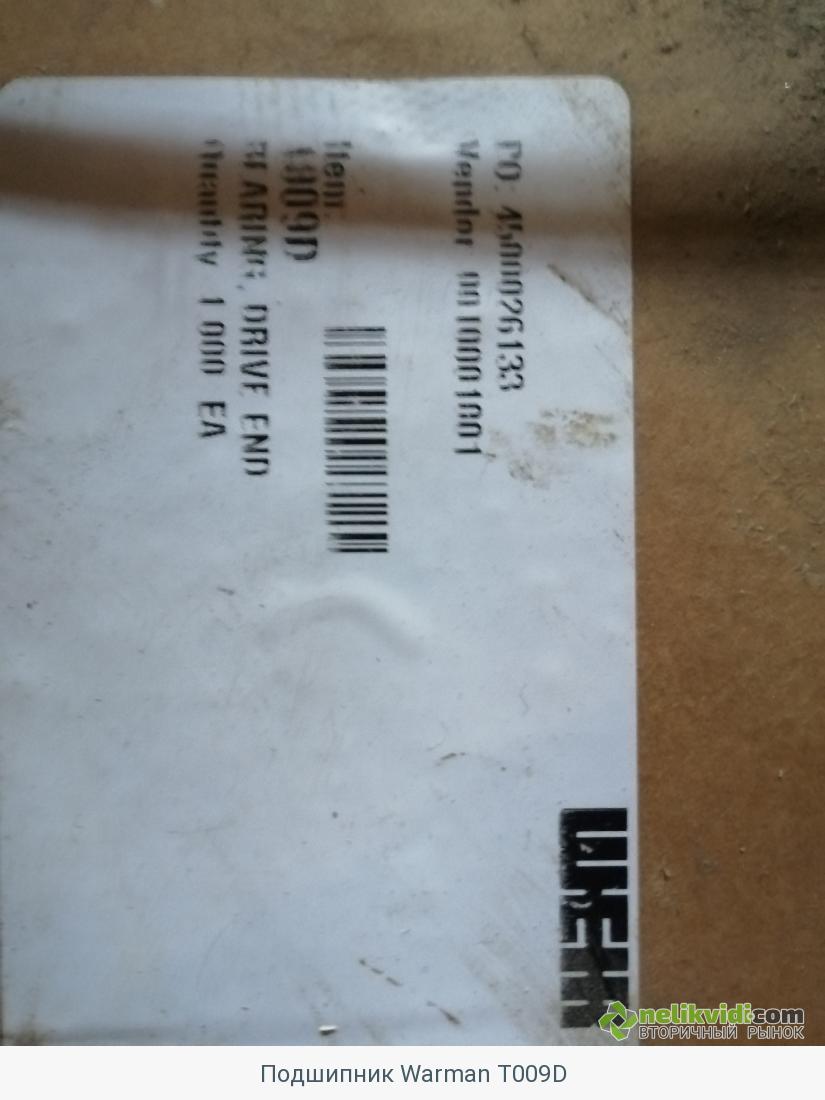 PO: 4500026133
Vendor 0010001001
Item:
BEARING, DRIVE END
Quantity 1.000 EA
WEIR
nelikvidi.com
ВТОРИЧНЫЙ РЫНОК
Подшипник Warman T009D